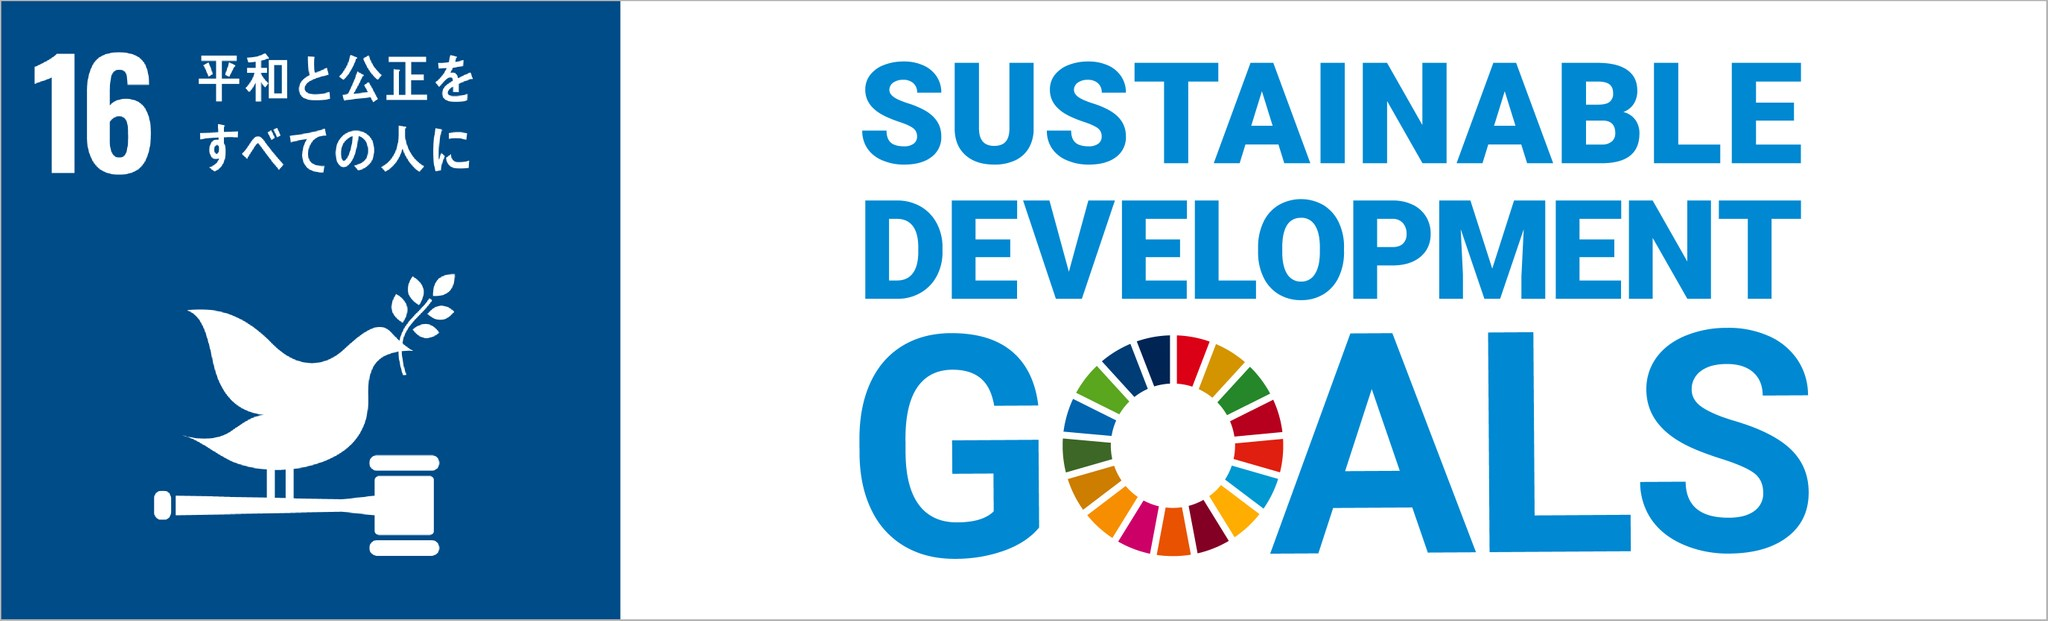 16
平和と公正を
すべての人に
SUSTAINABLE
DEVELOPMENT
GOALS